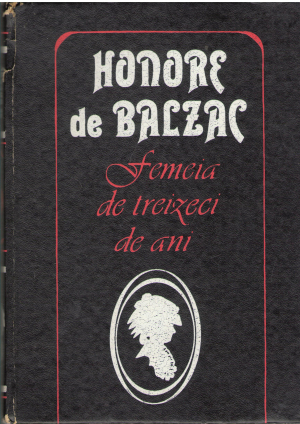 HONORE
de BALZAC
Femeia
de treizeci
de ani